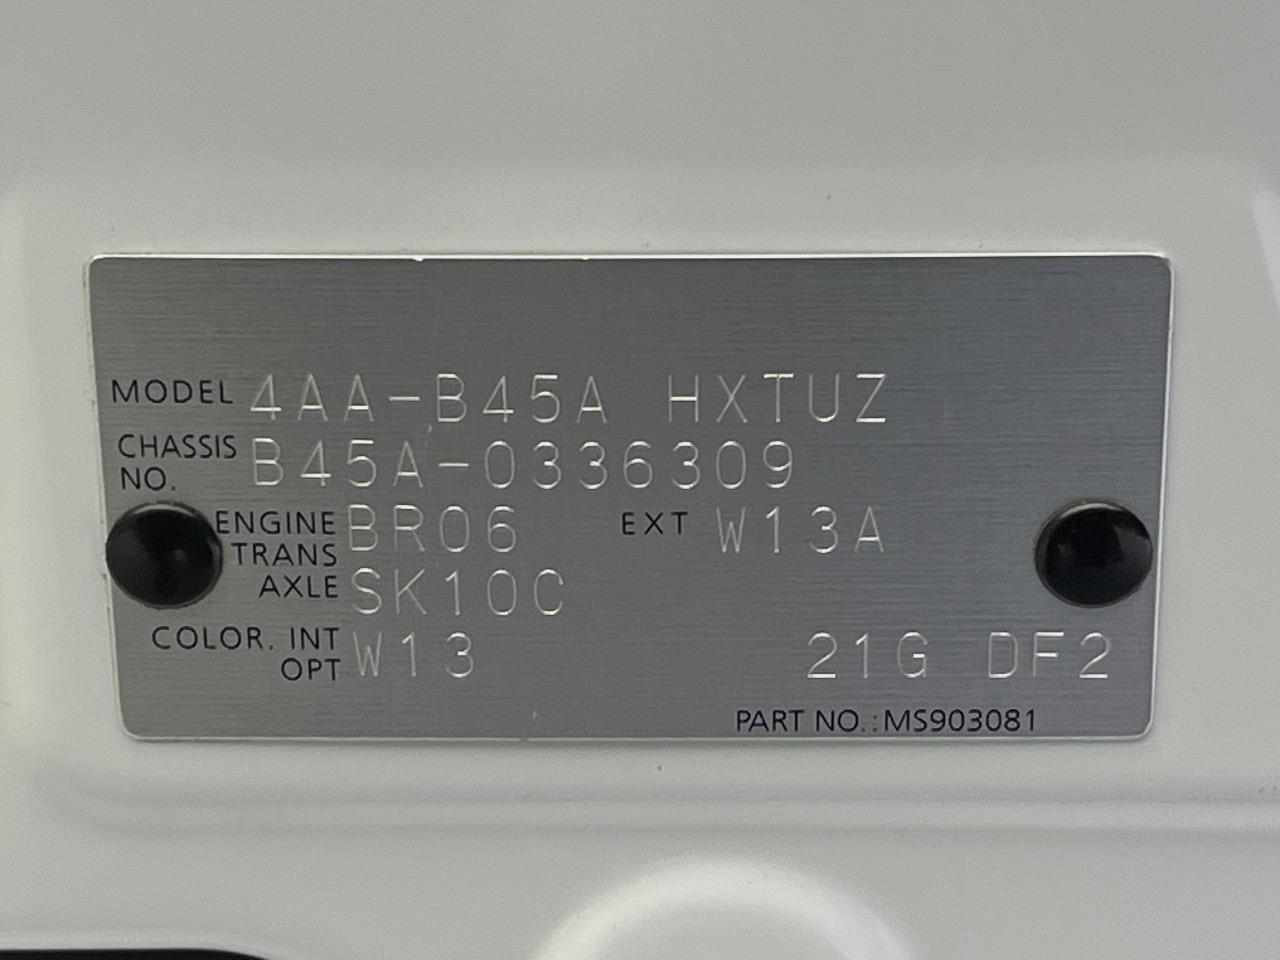 MODEL 4AA-B45A HXTUZ
CHASSIS NO. B45A-0336309
ENGINE BR06 EXT W13A
TRANS AXLE SK10C
COLOR. INT OPT W13 21G DF2
PART NO.:MS903081